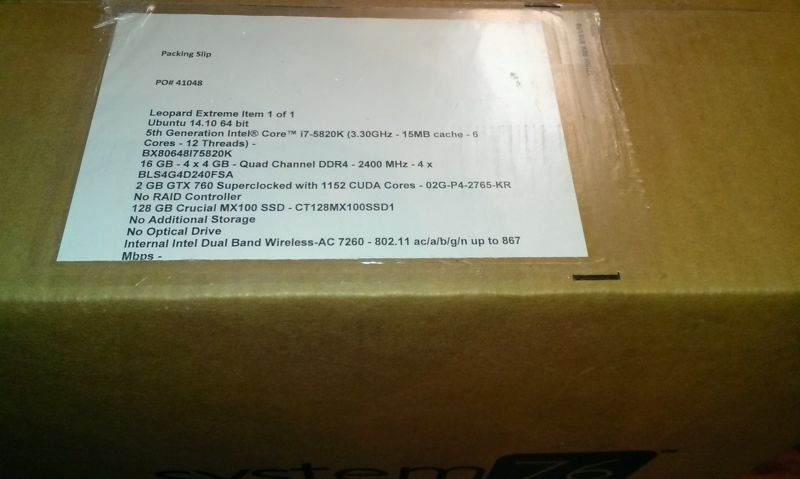 Packing Slip
PO# 41048
Leopard Extreme Item 1 of 1
Ubuntu 14.10 64 bit
5th Generation Intel® Core™ i7-5820K (3.30GHz - 15MB cache - 6
Cores - 12 Threads) -
BX80648I75820K
16 GB - 4 x 4 GB - Quad Channel DDR4 - 2400 MHz - 4 x
BLS4G4D240FSA
2 GB GTX 760 Superclocked with 1152 CUDA Cores - 02G-P4-2765-KR
No RAID Controller
128 GB Crucial MX100 SSD - CT128MX100SSD1
No Additional Storage
No Optical Drive
Internal Intel Dual Band Wireless-AC 7260 - 802.11 ac/a/b/g/n up to 867
Mbps -
system76™